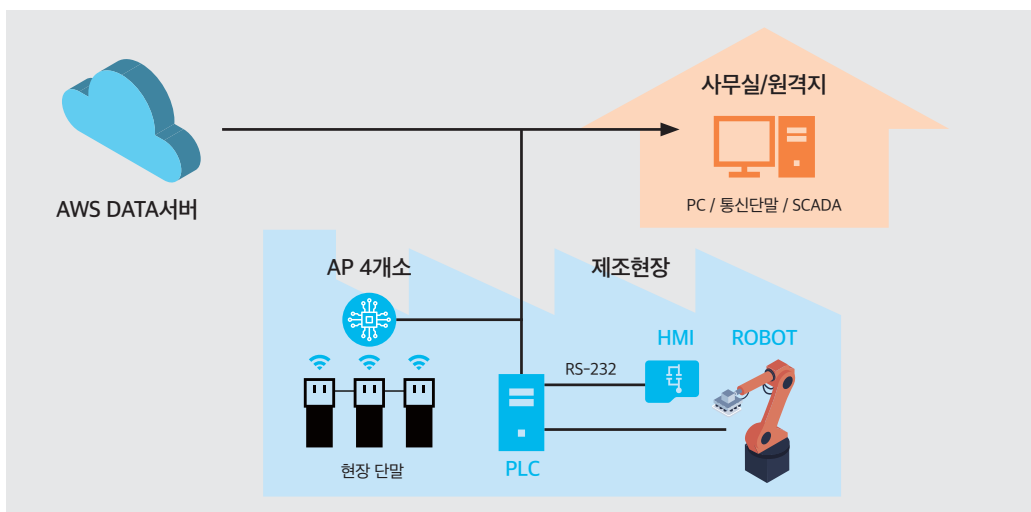 사무실/원격지
PC / 통신단말 / SCADA
AWS DATA서버
AP 4개소
제조현장
HMI
ROBOT
RS-232
현장 단말
PLC